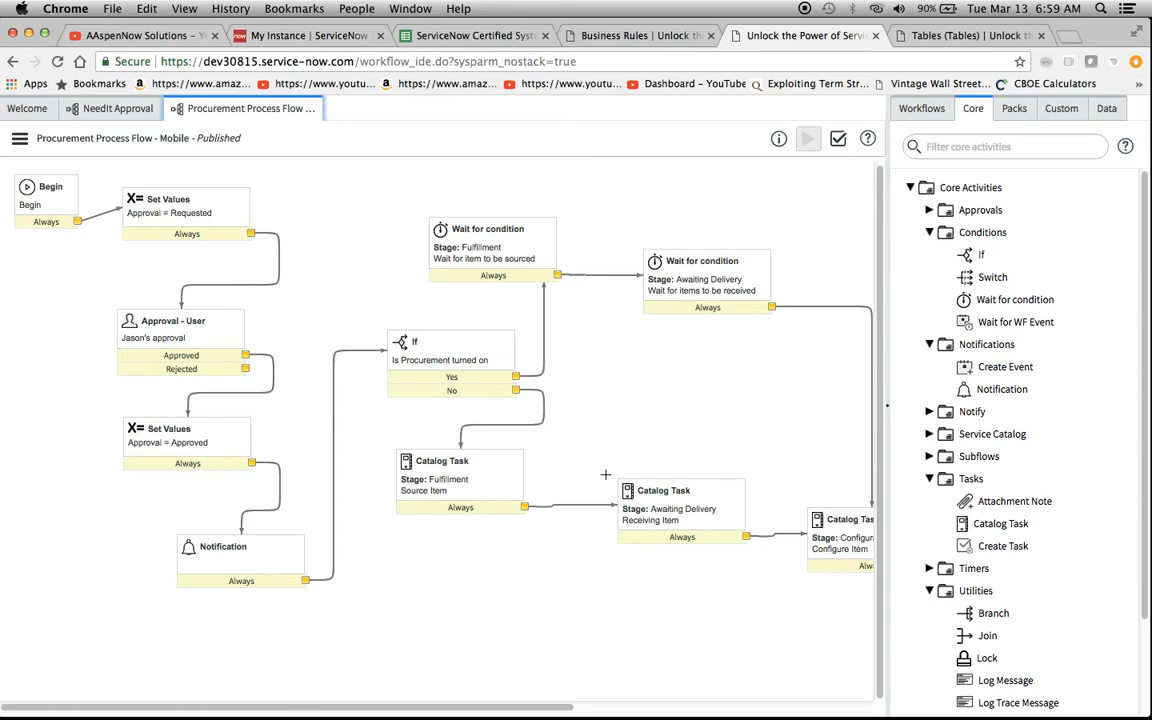 Chrome File Edit View History Bookmarks People Window Help 90% Tue Mar 13 6:59 AM
AAspenNow Solutions - Yo
My Instance | ServiceNow
ServiceNow Certified Syste
Business Rules | Unlock the
Unlock the Power of Servic
Tables (Tables) | Unlock th
Secure https://dev30815.service-now.com/workflow_ide.do?sysparm_nostack=true
Apps Bookmarks https://www.amaz... https://www.youtu... https://www.amaz... https://www.youtu... Dashboard - YouTube Exploiting Term Str... Vintage Wall Street... CBOE Calculators »
Welcome NeedIt Approval Procurement Process Flow ...
Workflows Core Packs Custom Data
Procurement Process Flow - Mobile - Published
Filter core activities
Begin
Begin
Always
X= Set Values
Approval = Requested
Always
Approval - User
Jason's approval
Approved
Rejected
X= Set Values
Approval = Approved
Always
Notification
Always
If
Is Procurement turned on
Yes
No
Wait for condition
Stage: Fulfillment
Wait for item to be sourced
Always
Wait for condition
Stage: Awaiting Delivery
Wait for items to be received
Always
Catalog Task
Stage: Fulfillment
Source Item
Always
Catalog Task
Stage: Awaiting Delivery
Receiving Item
Always
Catalog Tas
Stage: Configur
Configure Item
Alw
Core Activities
Approvals
Conditions
If
Switch
Wait for condition
Wait for WF Event
Notifications
Create Event
Notification
Notify
Service Catalog
Subflows
Tasks
Attachment Note
Catalog Task
Create Task
Timers
Utilities
Branch
Join
Lock
Log Message
Log Trace Message